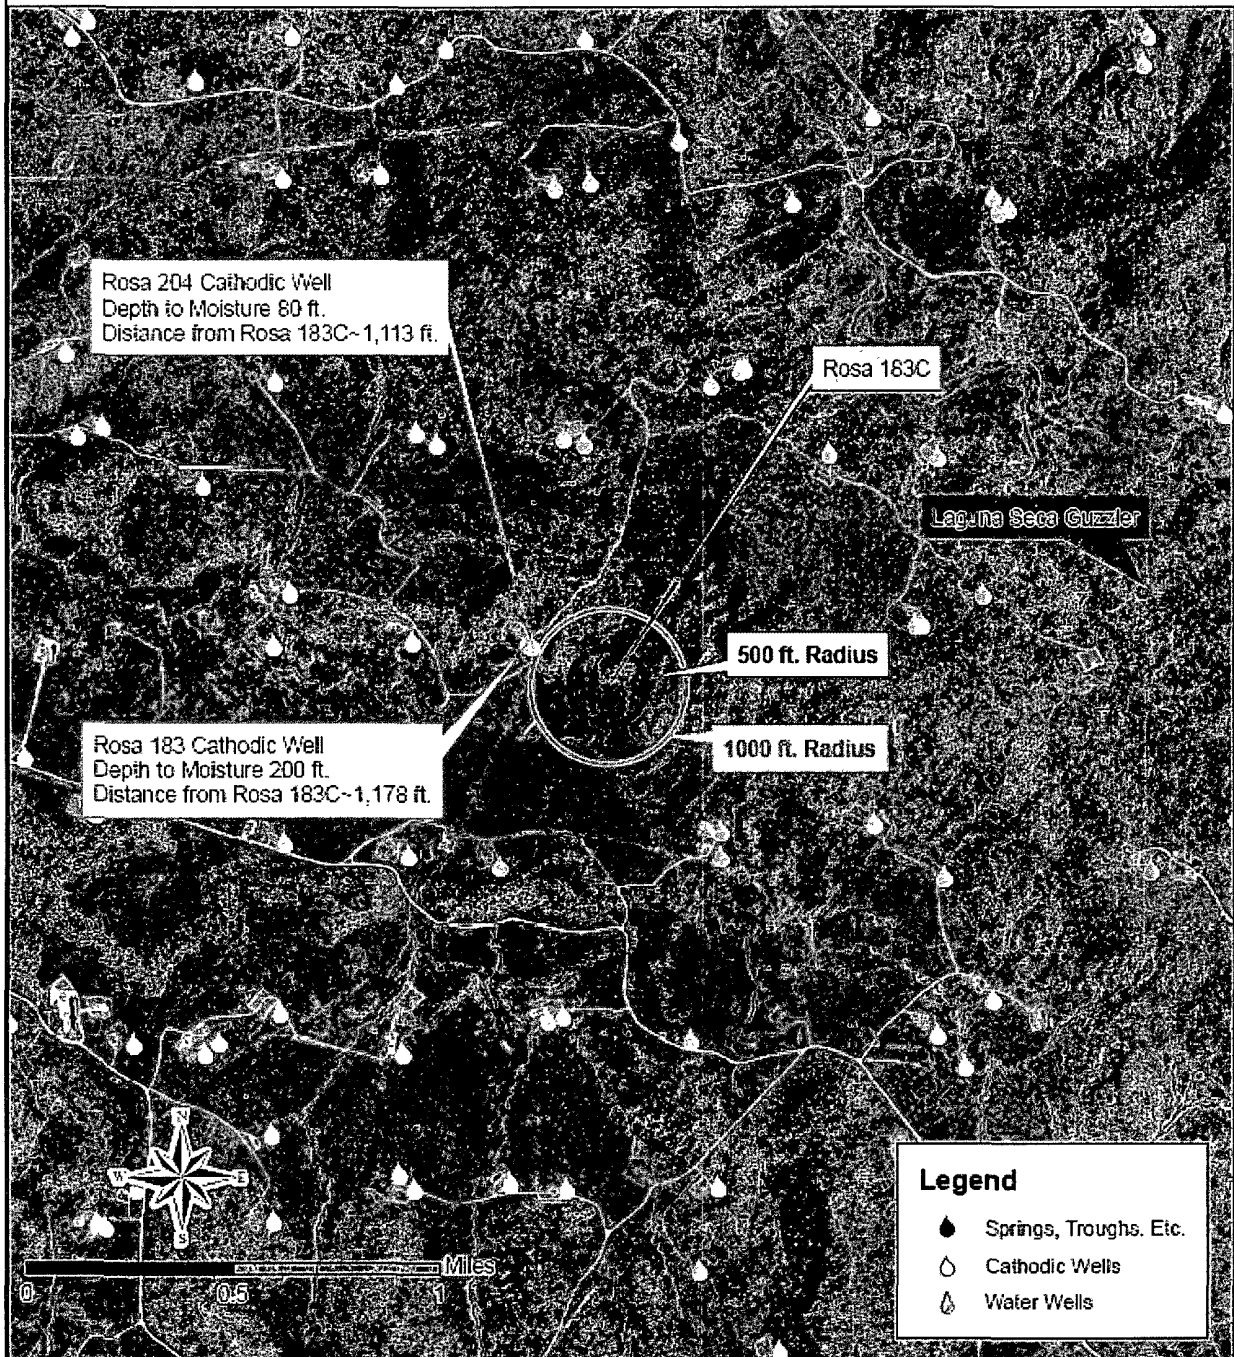 Rosa 204 Cathodic Well
Depth to Moisture 80 ft.
Distance from Rosa 183C~1,113 ft.
Rosa 183C
Laguna Seca Guzzler
500 ft. Radius
1000 ft. Radius
Rosa 183 Cathodic Well
Depth to Moisture 200 ft.
Distance from Rosa 183C~1,178 ft.
N
W E
S
Miles
0 0.5 1
Legend
Springs, Troughs. Etc.
Cathodic Wells
Water Wells